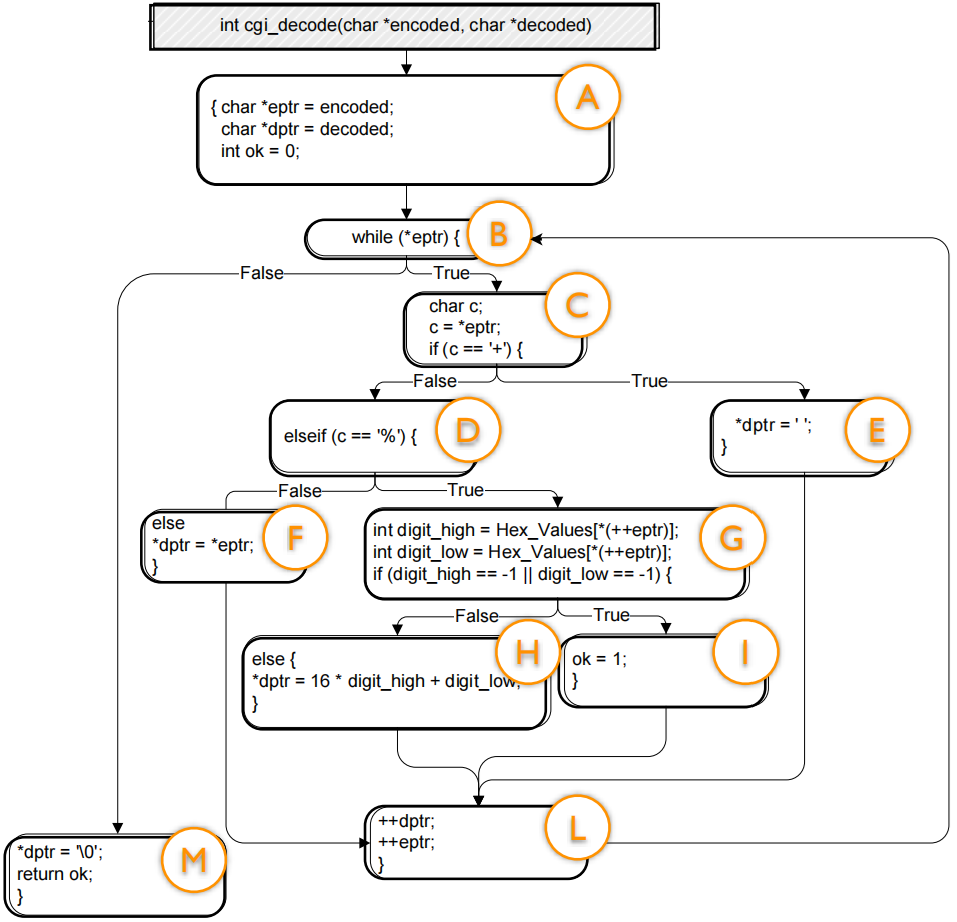 int cgi_decode(char *encoded, char *decoded)
A
{ char *eptr = encoded;
char *dptr = decoded;
int ok = 0;
while (*eptr) {
B
False
True
char c;
c = *eptr;
if (c == '+') {
C
False
True
elseif (c == '%') {
D
*dptr = ' ';
}
E
False
True
else
*dptr = *eptr;
}
F
int digit_high = Hex_Values[*(++eptr)];
int digit_low = Hex_Values[*(++eptr)];
if (digit_high == -1 || digit_low == -1) {
G
False
True
else {
*dptr = 16 * digit_high + digit_low;
}
H
ok = 1;
}
I
++dptr;
++eptr;
}
L
*dptr = '\0';
return ok;
}
M